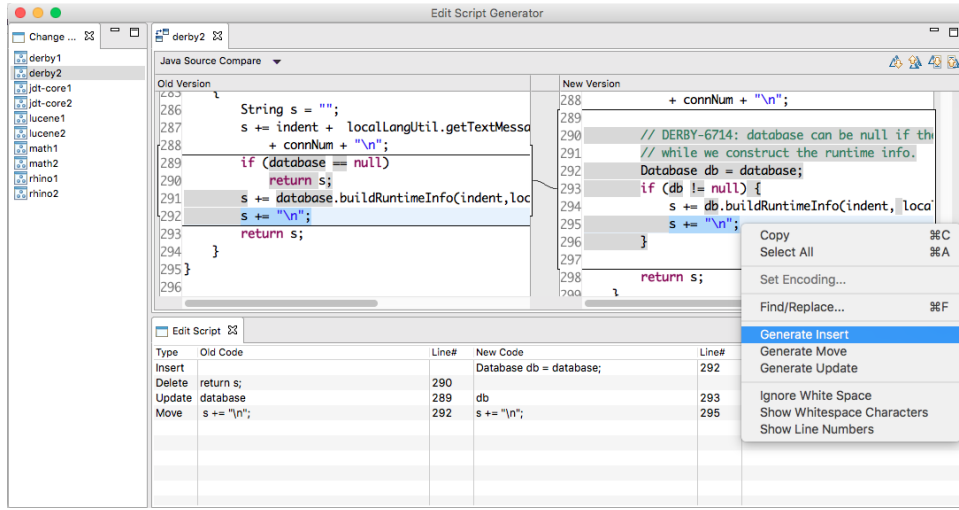 Edit Script Generator
Change ...
derby1
derby2
jdt-core1
jdt-core2
lucene1
lucene2
math1
math2
rhino1
rhino2
derby2
Java Source Compare
Old Version
285 {
286 String s = "";
287 s += indent + localLangUtil.getTextMessa
288 + connNum + "\n";
289 if (database == null)
290 return s;
291 s += database.buildRuntimeInfo(indent,loc
292 s += "\n";
293 return s;
294 }
295 }
296
New Version
288 + connNum + "\n";
289
290 // DERBY-6714: database can be null if the
291 // while we construct the runtime info.
292 Database db = database;
293 if (db != null) {
294 s += db.buildRuntimeInfo(indent, local
295 s += "\n";
296 }
297
298 return s;
299 }
Copy ⌘C
Select All ⌘A
Set Encoding...
Find/Replace... ⌘F
Generate Insert
Generate Move
Generate Update
Ignore White Space
Show Whitespace Characters
Show Line Numbers
Edit Script
Type Old Code Line# New Code Line#
Insert Database db = database; 292
Delete return s; 290
Update database 289 db 293
Move s += "\n"; 292 s += "\n"; 295